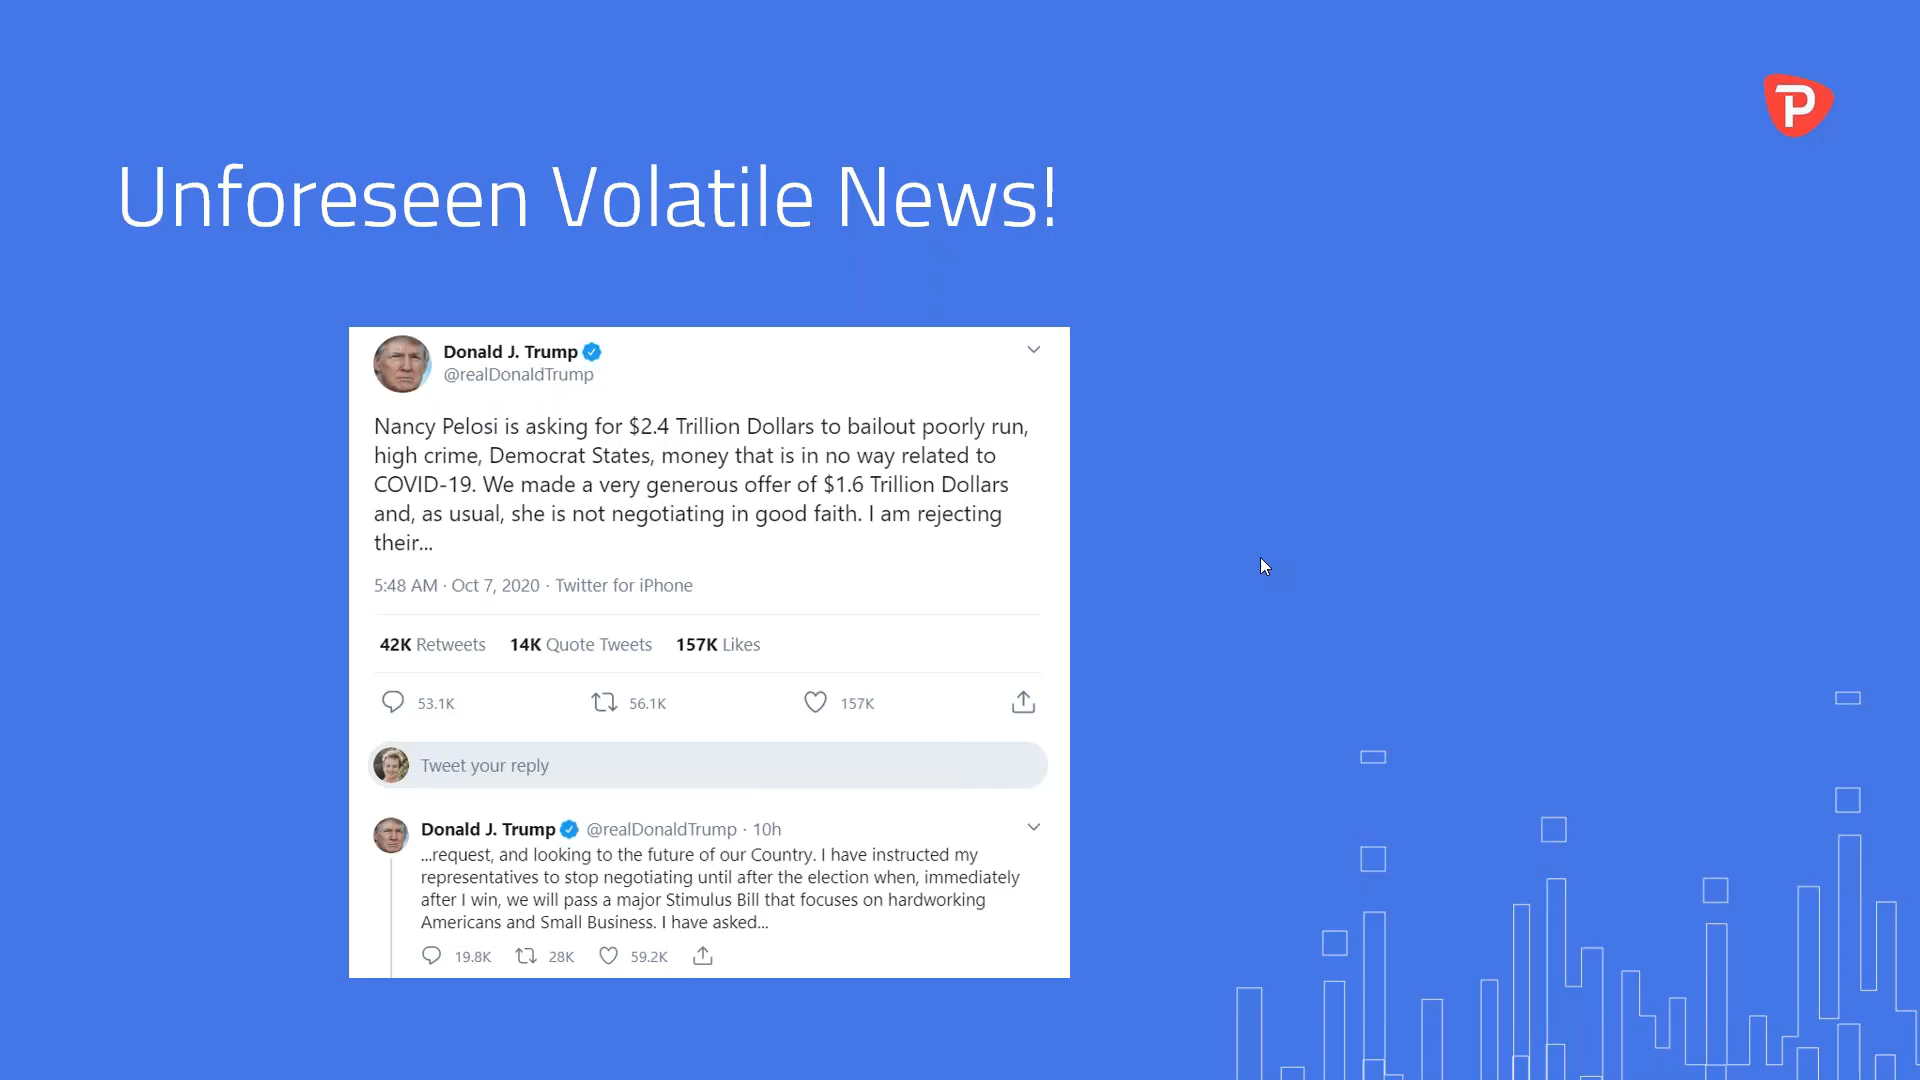 P
Unforeseen Volatile News!
Donald J. Trump
@realDonaldTrump
Nancy Pelosi is asking for $2.4 Trillion Dollars to bailout poorly run,
high crime, Democrat States, money that is in no way related to
COVID-19. We made a very generous offer of $1.6 Trillion Dollars
and, as usual, she is not negotiating in good faith. I am rejecting
their...
5:48 AM · Oct 7, 2020 · Twitter for iPhone
42K Retweets 14K Quote Tweets 157K Likes
53.1K 56.1K 157K
Tweet your reply
Donald J. Trump @realDonaldTrump · 10h
...request, and looking to the future of our Country. I have instructed my
representatives to stop negotiating until after the election when, immediately
after I win, we will pass a major Stimulus Bill that focuses on hardworking
Americans and Small Business. I have asked...
19.8K 28K 59.2K